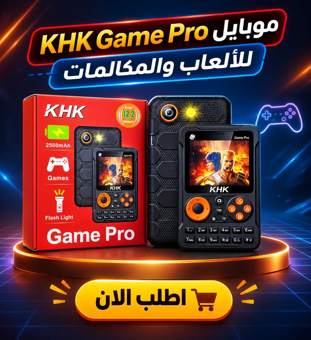 موبايل KHK Game Pro
للألعاب والمكالمات
KHK
2500mAh
Games
Flash Light
Game Pro
Game Pro
KHK
اطلب الان